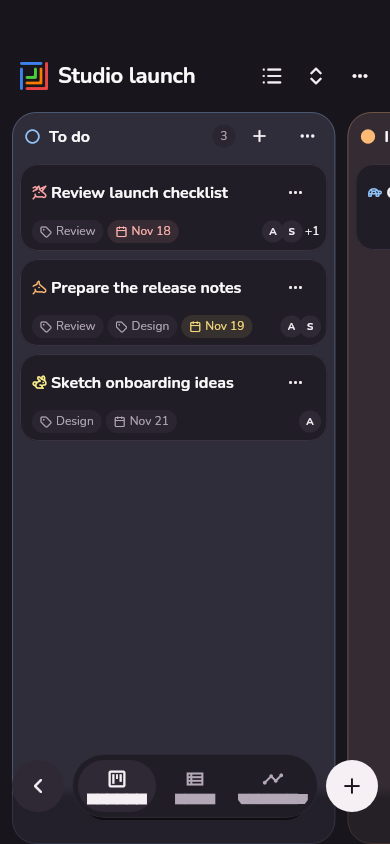 Studio launch
To do
3
Review launch checklist
Review
Nov 18
A
S
+1
Prepare the release notes
Review
Design
Nov 19
A
S
Sketch onboarding ideas
Design
Nov 21
A